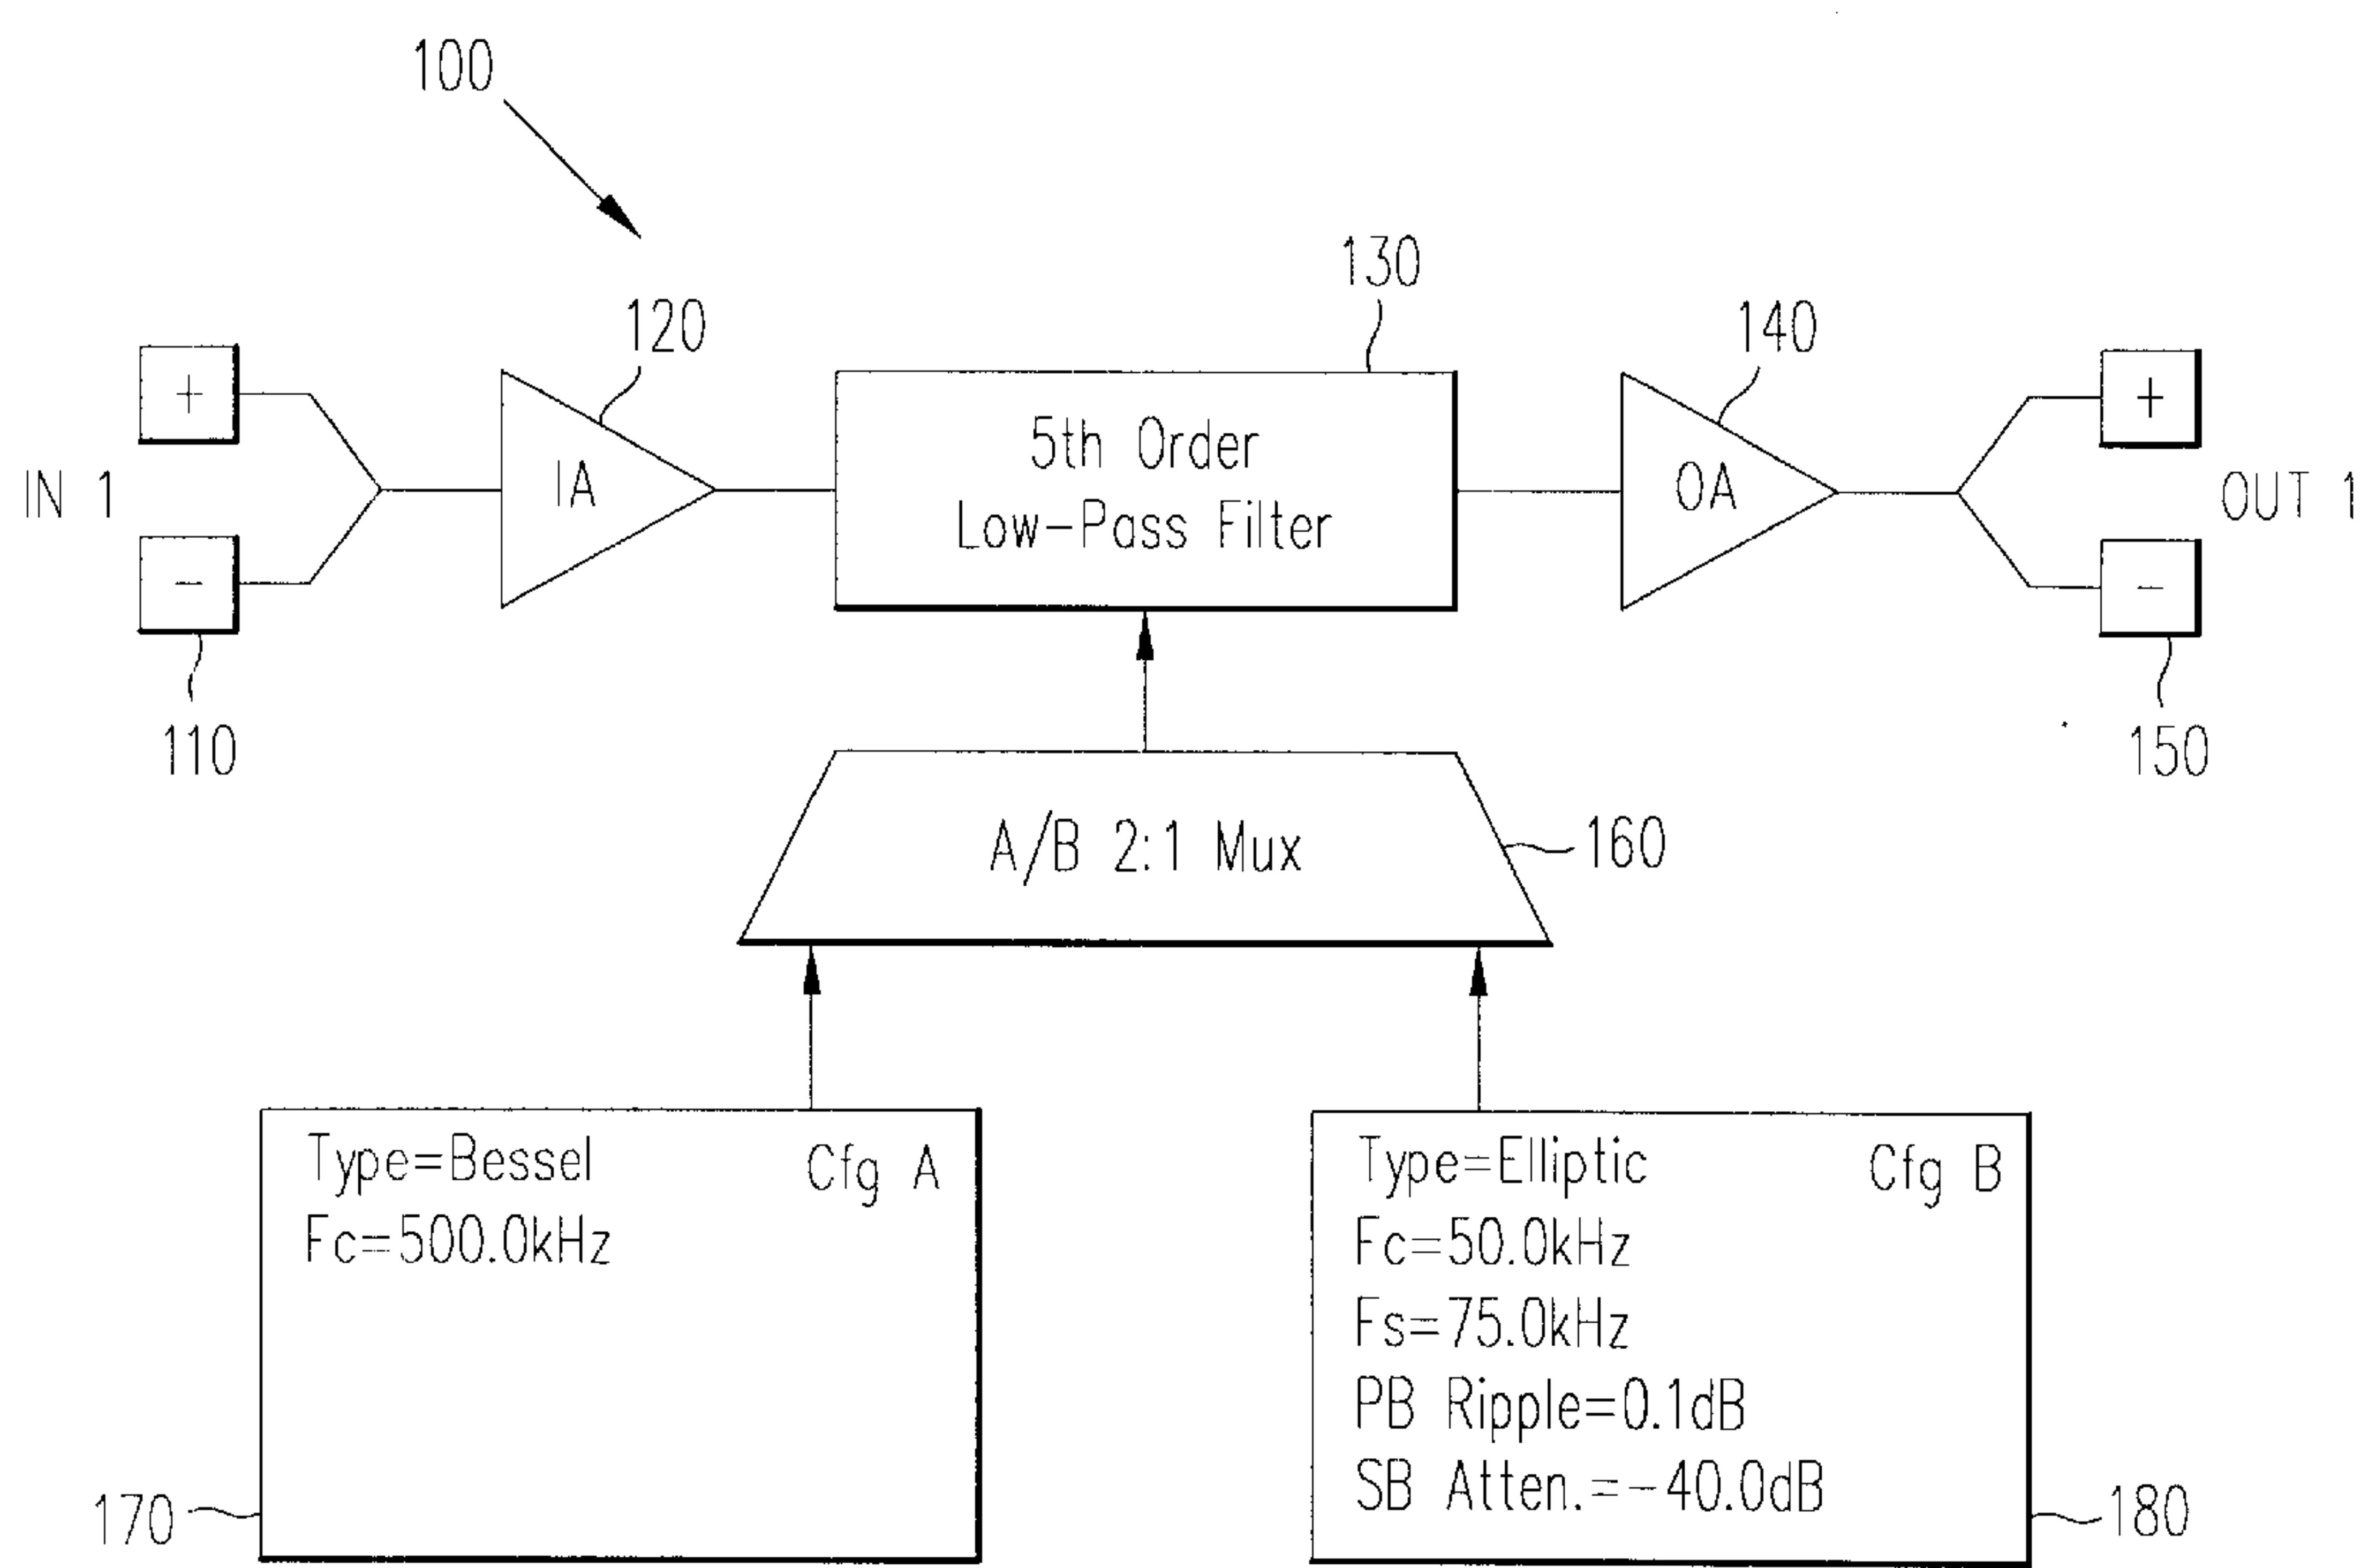 100
130
120
140
+
+
5th Order
IN 1
IA
OA
OUT 1
Low-Pass Filter
-
-
110
150
A/B 2:1 Mux
160
Type=Bessel
Cfg A
Fc=500.0kHz
Type=Elliptic
Cfg B
Fc=50.0kHz
Fs=75.0kHz
PB Ripple=0.1dB
SB Atten.=-40.0dB
170
180